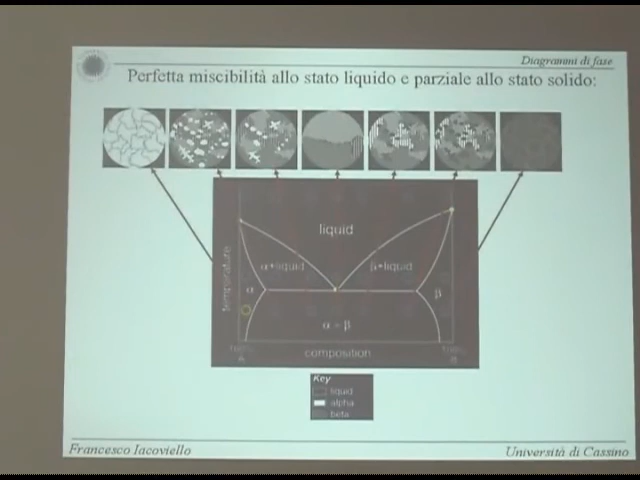 Diagrammi di fase
Perfetta miscibilità allo stato liquido e parziale allo stato solido:
liquid
α+liquid
β+liquid
α
β
α + β
temperature
composition
A
B
Key
liquid
alpha
beta
Francesco Iacoviello
Università di Cassino